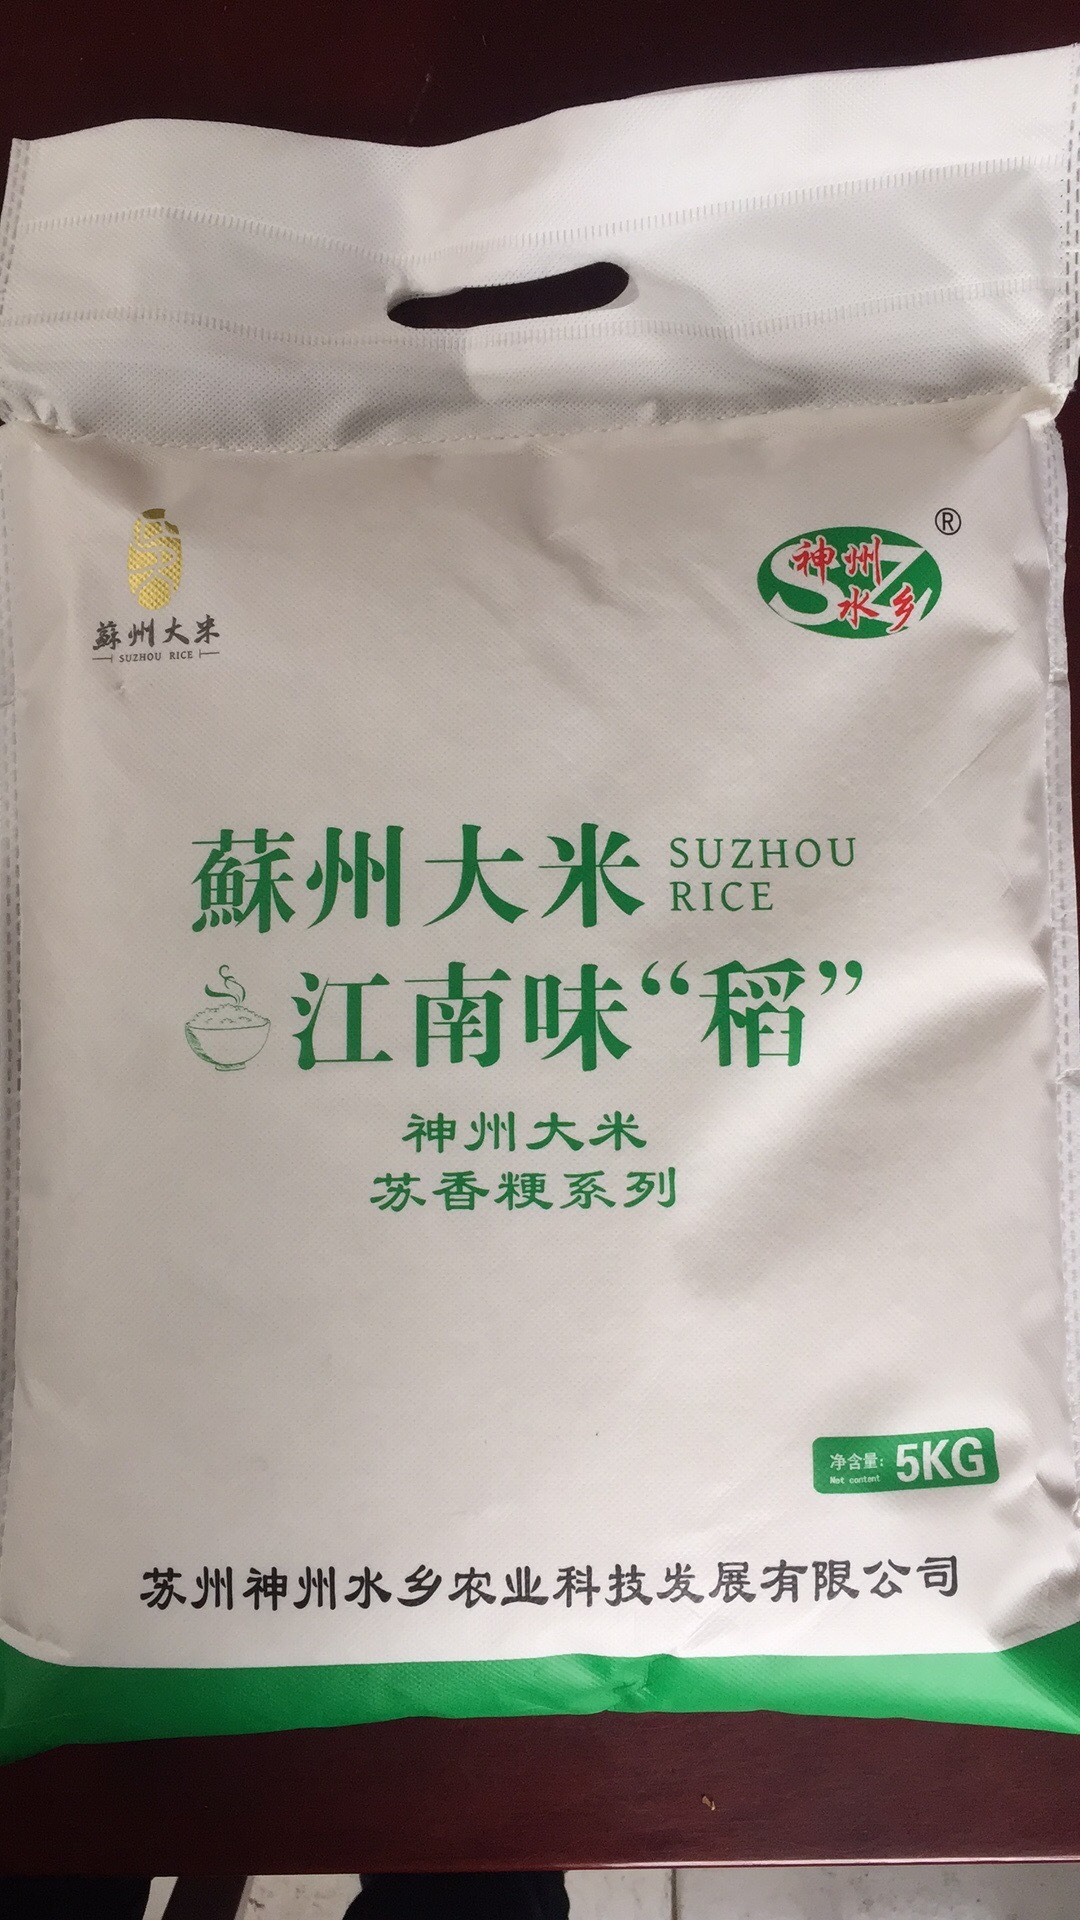 蘇州大米
SUZHOU RICE
®
神州
水乡
SZ
蘇州大米 SUZHOU
RICE
江南味“稻”
神州大米
苏香粳系列
净含量: 5KG
Net content
苏州神州水乡农业科技发展有限公司